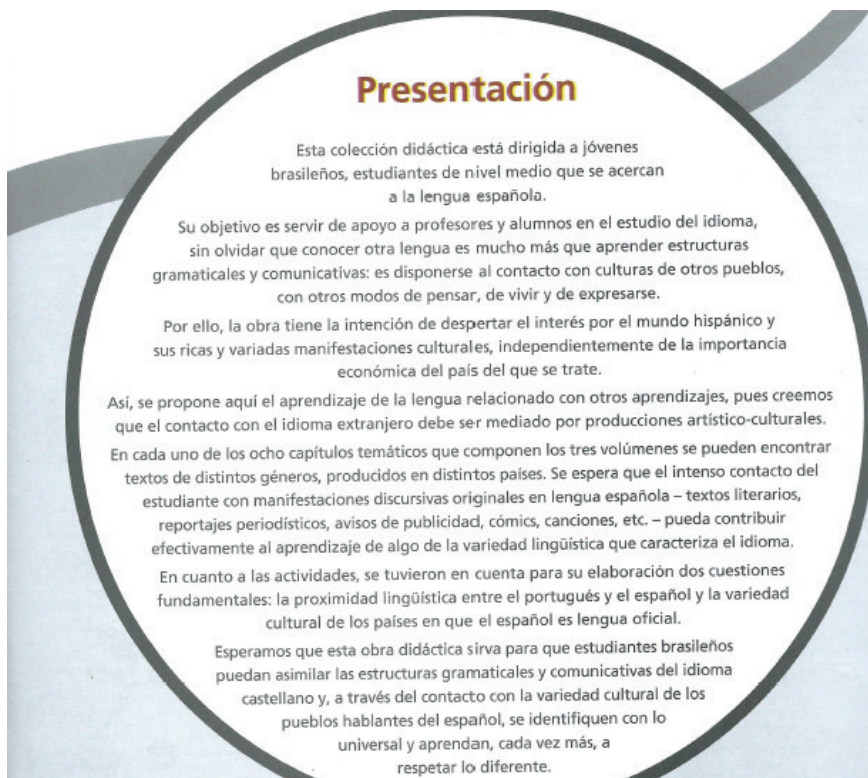 Presentación
Esta colección didáctica está dirigida a jóvenes
brasileños, estudiantes de nivel medio que se acercan
a la lengua española.
Su objetivo es servir de apoyo a profesores y alumnos en el estudio del idioma,
sin olvidar que conocer otra lengua es mucho más que aprender estructuras
gramaticales y comunicativas: es disponerse al contacto con culturas de otros pueblos,
con otros modos de pensar, de vivir y de expresarse.
Por ello, la obra tiene la intención de despertar el interés por el mundo hispánico y
sus ricas y variadas manifestaciones culturales, independientemente de la importancia
económica del país del que se trate.
Así, se propone aquí el aprendizaje de la lengua relacionado con otros aprendizajes, pues creemos
que el contacto con el idioma extranjero debe ser mediado por producciones artístico-culturales.
En cada uno de los ocho capítulos temáticos que componen los tres volúmenes se pueden encontrar
textos de distintos géneros, producidos en distintos países. Se espera que el intenso contacto del
estudiante con manifestaciones discursivas originales en lengua española – textos literarios,
reportajes periodísticos, avisos de publicidad, cómics, canciones, etc. – pueda contribuir
efectivamente al aprendizaje de algo de la variedad lingüística que caracteriza el idioma.
En cuanto a las actividades, se tuvieron en cuenta para su elaboración dos cuestiones
fundamentales: la proximidad lingüística entre el portugués y el español y la variedad
cultural de los países en que el español es lengua oficial.
Esperamos que esta obra didáctica sirva para que estudiantes brasileños
puedan asimilar las estructuras gramaticales y comunicativas del idioma
castellano y, a través del contacto con la variedad cultural de los
pueblos hablantes del español, se identifiquen con lo
universal y aprendan, cada vez más, a
respetar lo diferente.